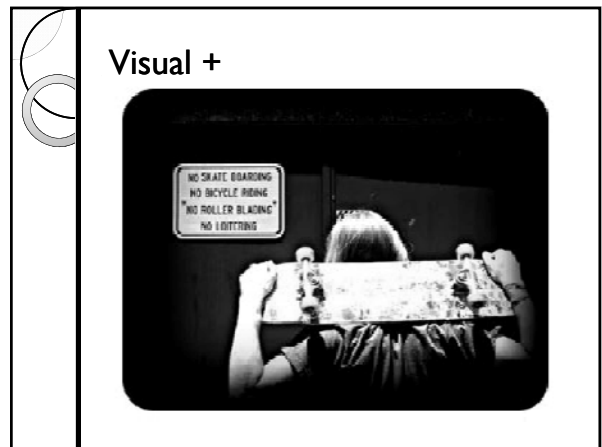 Visual +
NO SKATE BOARDING
NO BICYCLE RIDING
"NO ROLLER BLADING"
NO LOITERING